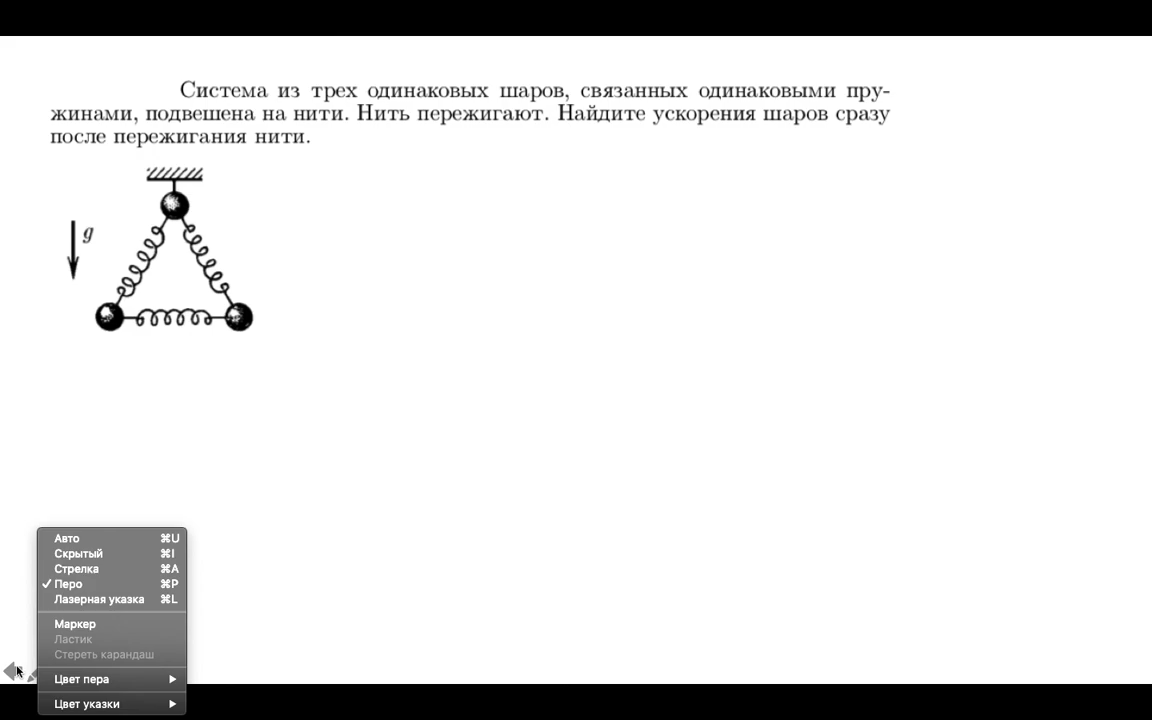 Система из трех одинаковых шаров, связанных одинаковыми пру-
жинами, подвешена на нити. Нить пережигают. Найдите ускорения шаров сразу
после пережигания нити.
g
Авто ⌘U
Скрытый ⌘I
Стрелка ⌘A
✓ Перо ⌘P
Лазерная указка ⌘L
Маркер
Ластик
Стереть карандаш
Цвет пера ▶
Цвет указки ▶